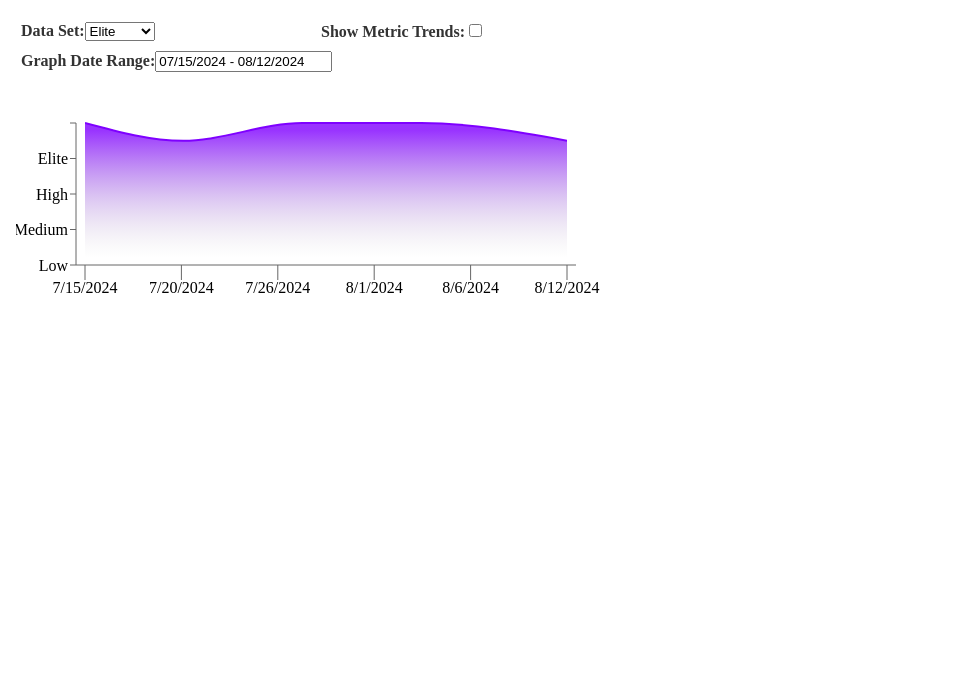 Data Set: Elite
Show Metric Trends:
Graph Date Range: 07/15/2024 - 08/12/2024
Elite
High
Medium
Low
7/15/2024 7/20/2024 7/26/2024 8/1/2024 8/6/2024 8/12/2024